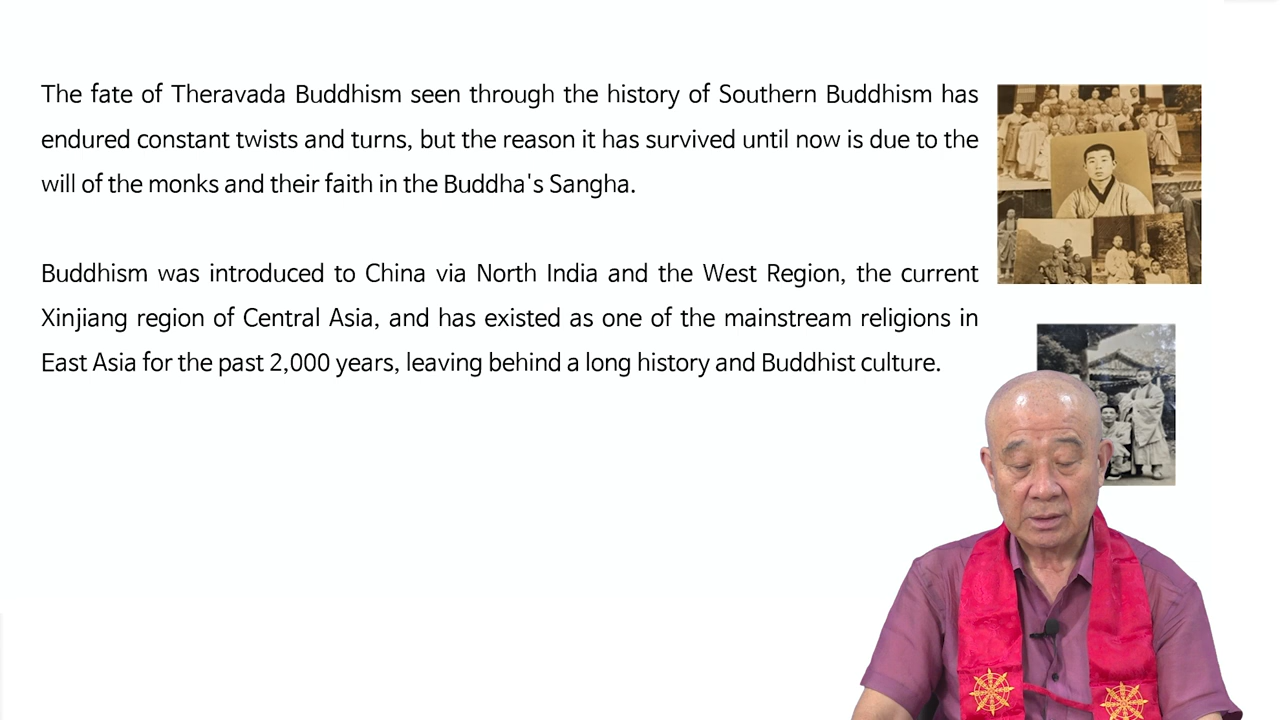 The fate of Theravada Buddhism seen through the history of Southern Buddhism has
endured constant twists and turns, but the reason it has survived until now is due to the
will of the monks and their faith in the Buddha's Sangha.
Buddhism was introduced to China via North India and the West Region, the current
Xinjiang region of Central Asia, and has existed as one of the mainstream religions in
East Asia for the past 2,000 years, leaving behind a long history and Buddhist culture.